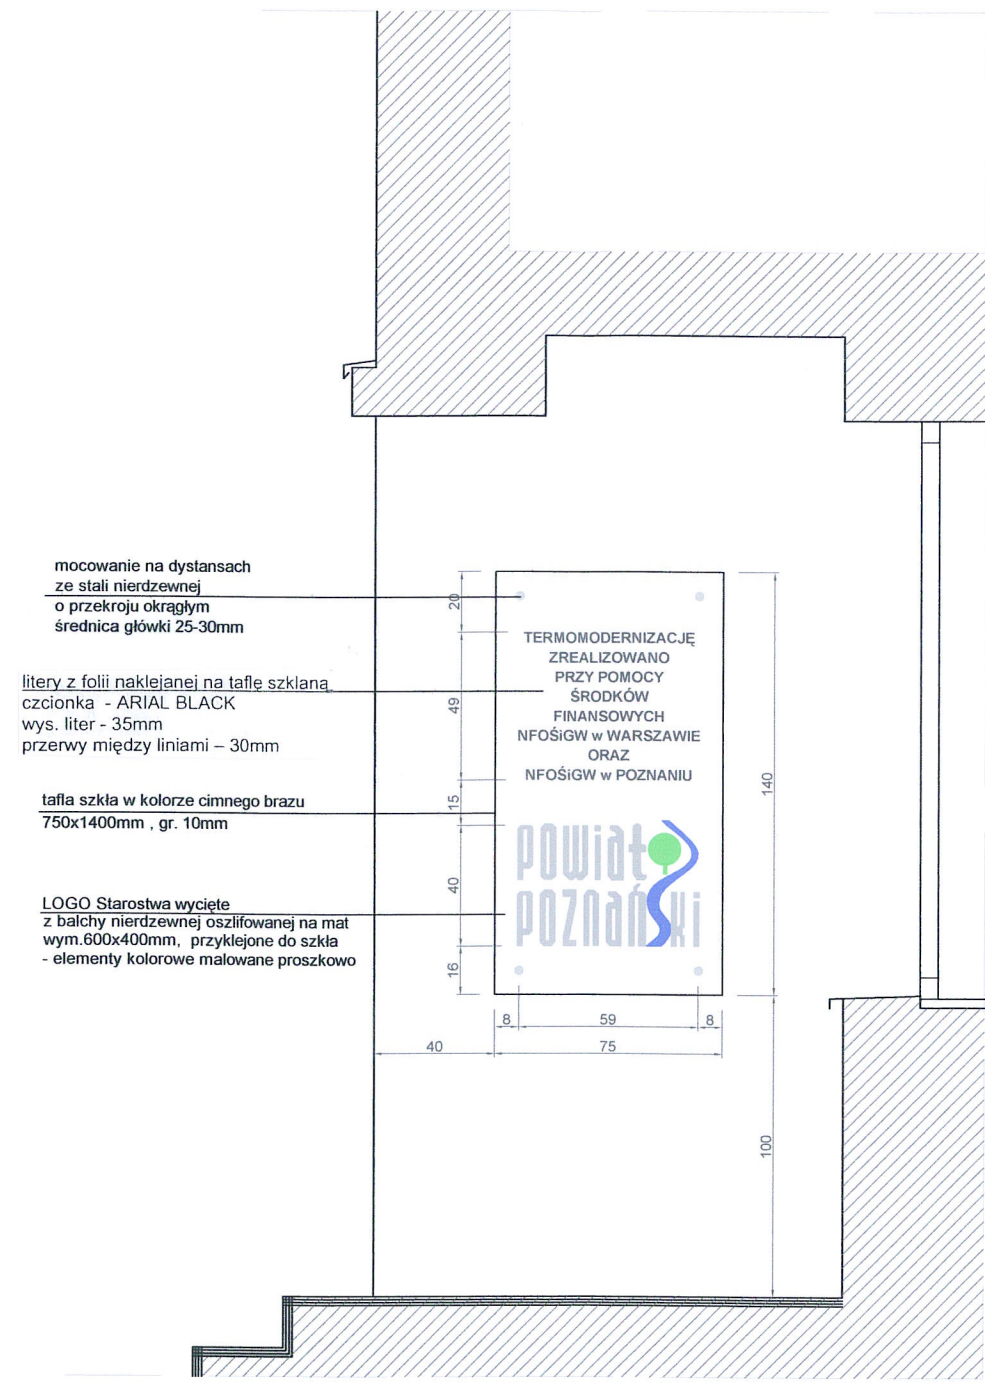 mocowanie na dystansach
ze stali nierdzewnej
o przekroju okrągłym
średnica główki 25-30mm
litery z folii naklejanej na taflę szklaną
czcionka - ARIAL BLACK
wys. liter - 35mm
przerwy między liniami – 30mm
tafla szkła w kolorze cimnego brazu
750x1400mm , gr. 10mm
LOGO Starostwa wycięte
z balchy nierdzewnej oszlifowanej na mat
wym.600x400mm, przyklejone do szkła
- elementy kolorowe malowane proszkowo
20
49
15
40
16
TERMOMODERNIZACJĘ
ZREALIZOWANO
PRZY POMOCY
ŚRODKÓW
FINANSOWYCH
NFOŚiGW w WARSZAWIE
ORAZ
NFOŚiGW w POZNANIU
powiat
poznański
140
8 59 8
40 75
100